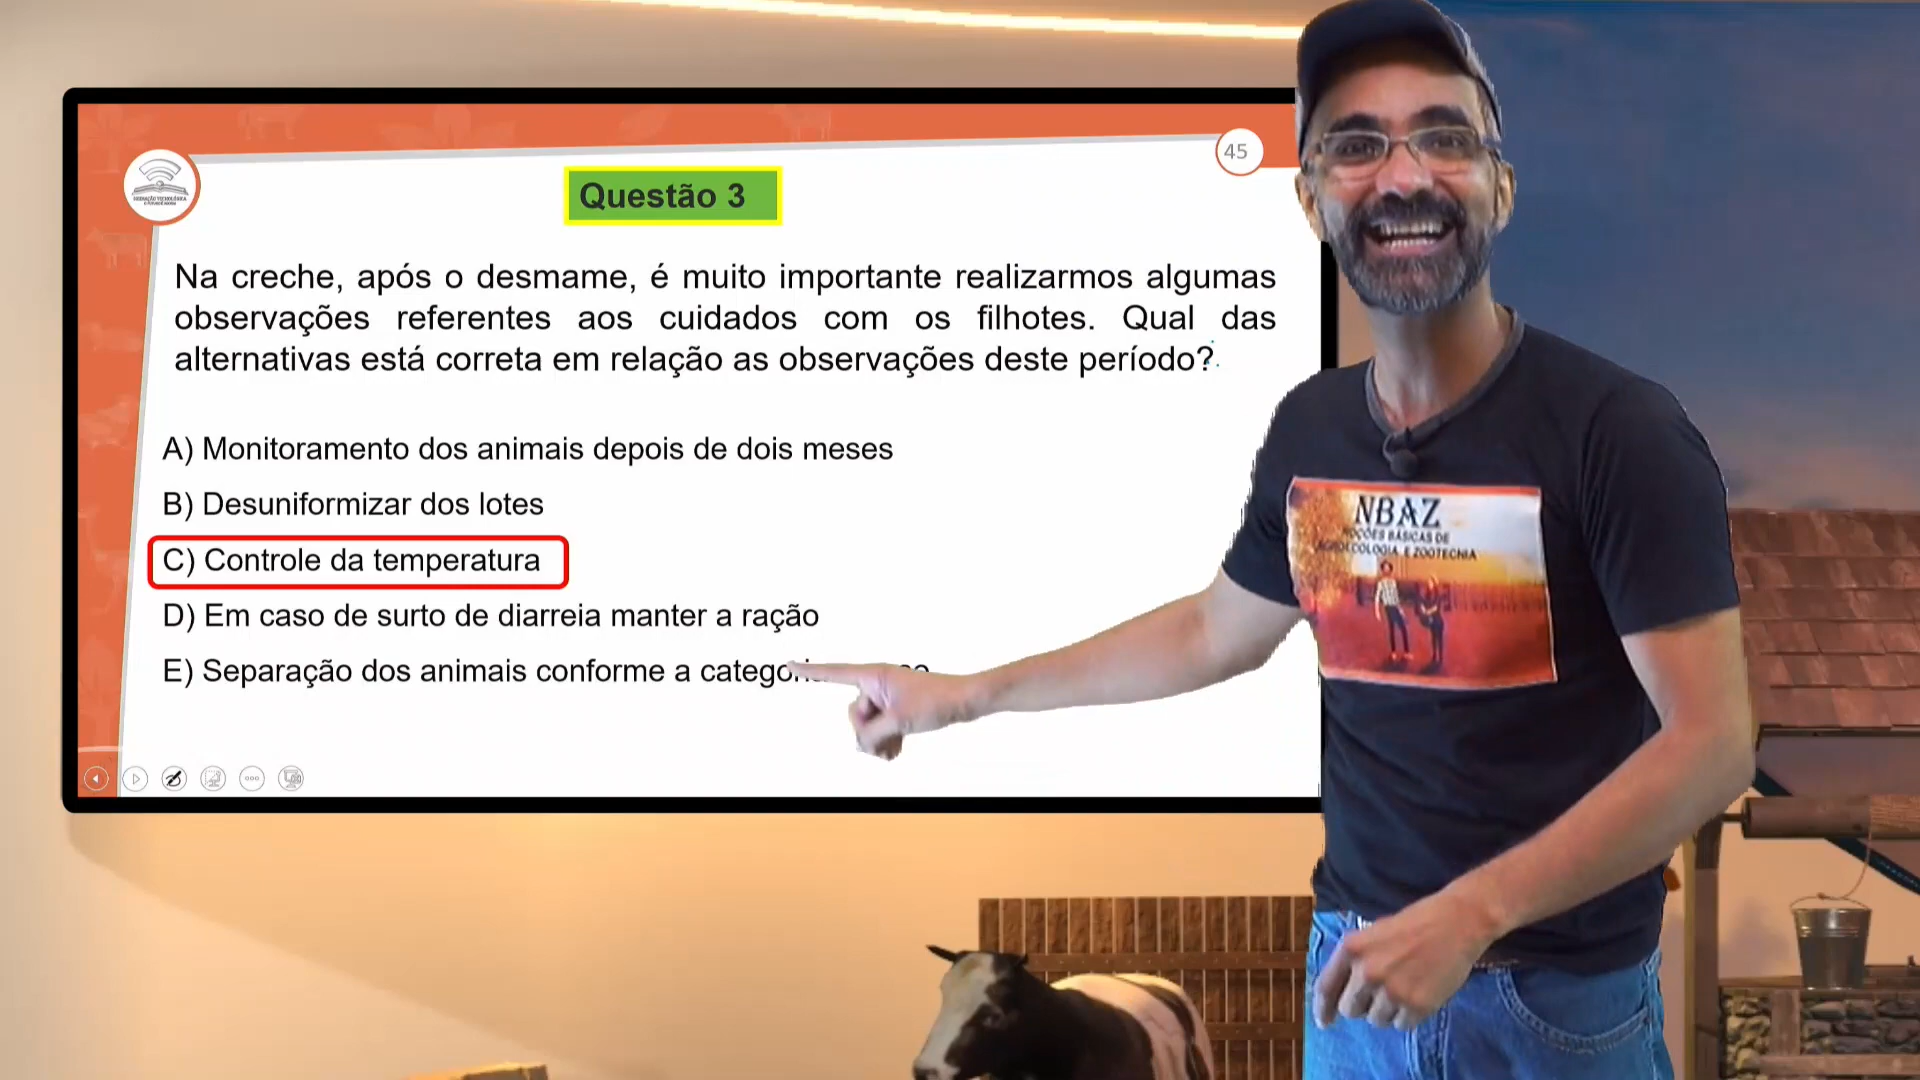 45
Questão 3
Na creche, após o desmame, é muito importante realizarmos algumas
observações referentes aos cuidados com os filhotes. Qual das
alternativas está correta em relação as observações deste período?
A) Monitoramento dos animais depois de dois meses
B) Desuniformizar dos lotes
C) Controle da temperatura
D) Em caso de surto de diarreia manter a ração
E) Separação dos animais conforme a
NBAZ
NOÇÕES BÁSICAS DE
AGROECOLOGIA E ZOOTECNIA